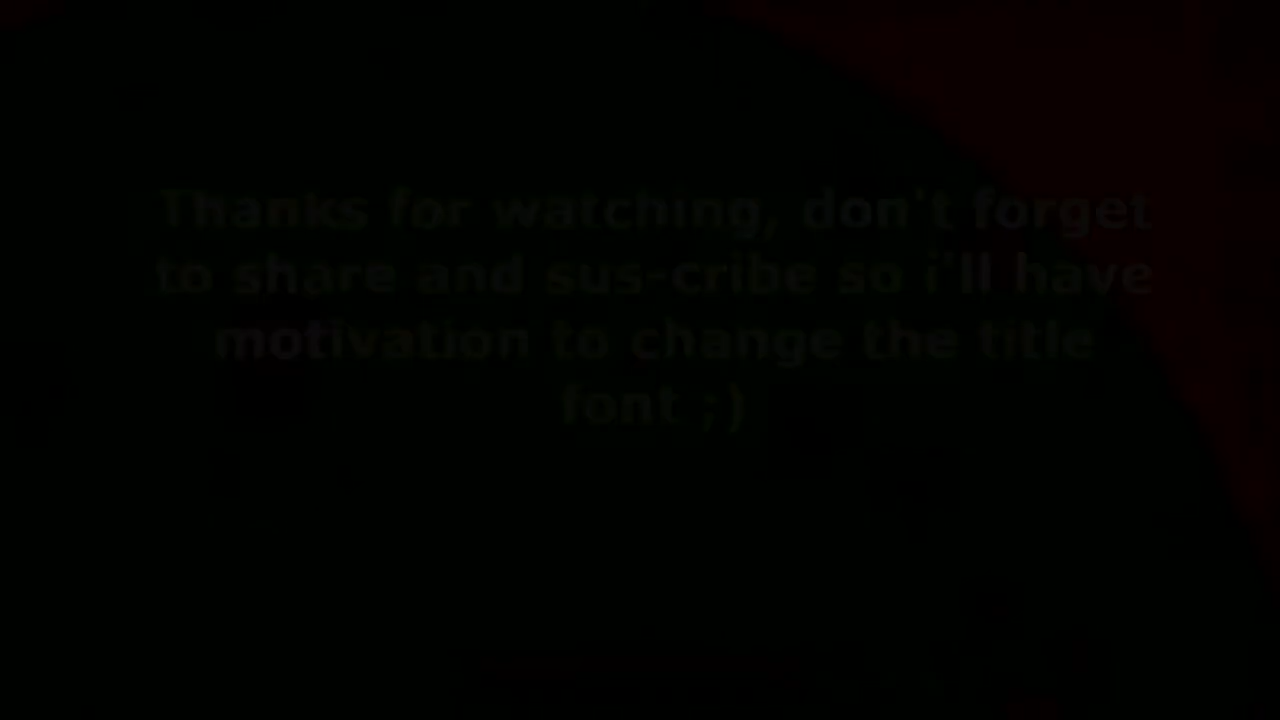 Thanks for watching, don't forget
to share and sus-cribe so i'll have
motivation to change the title
font ;)